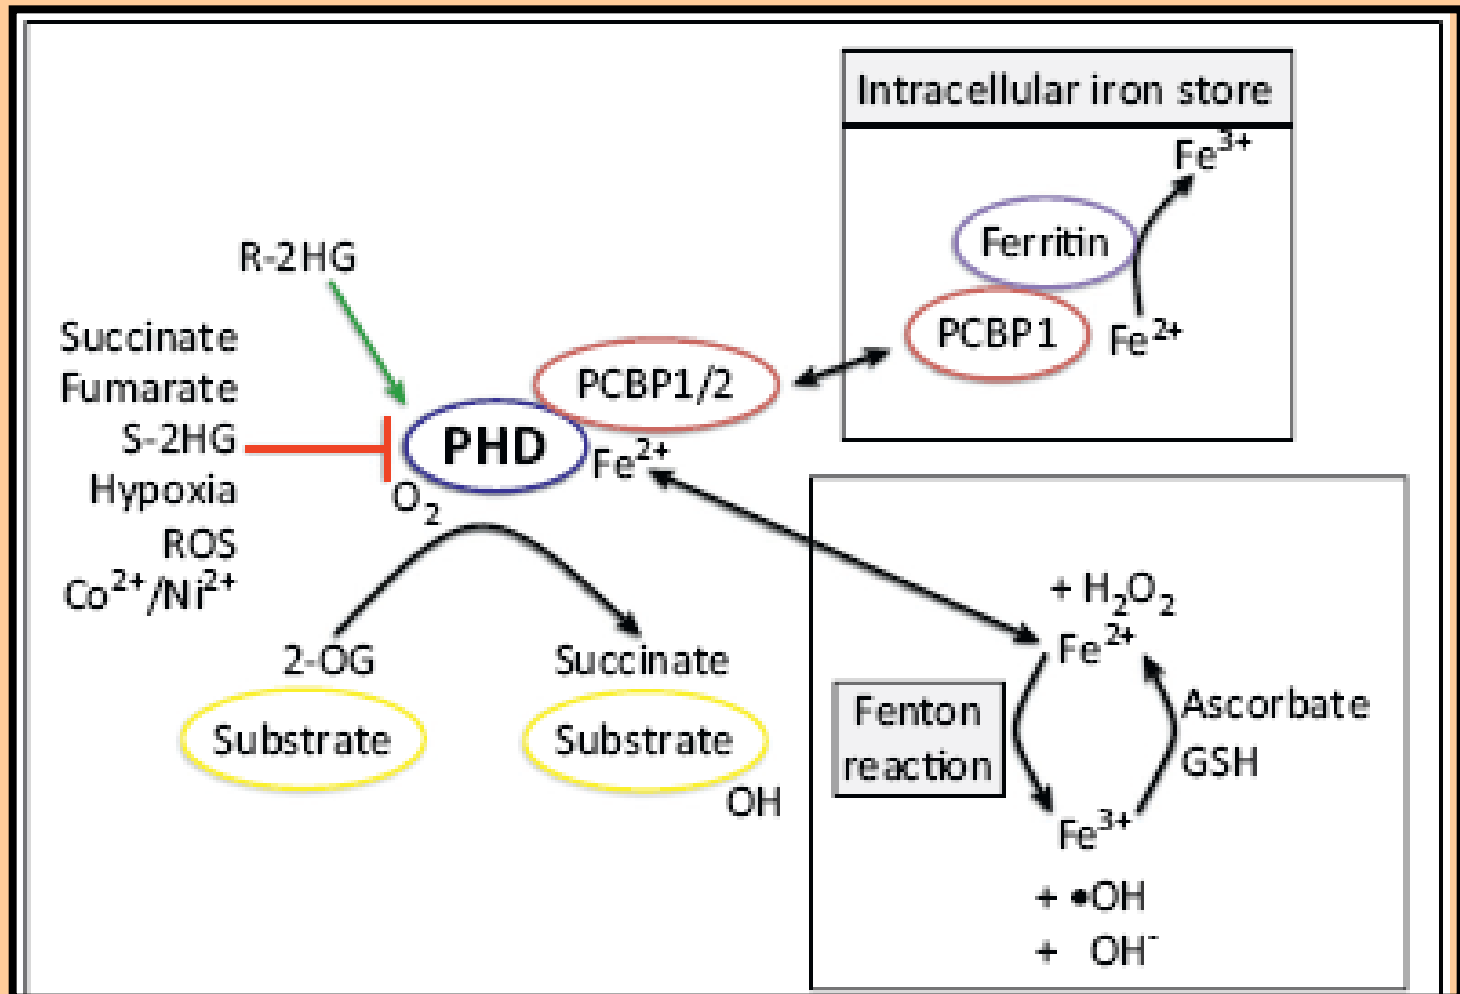 Intracellular iron store
Fe³⁺
Ferritin
PCBP1
Fe²⁺
R-2HG
Succinate
Fumarate
S-2HG
Hypoxia
ROS
Co²⁺/Ni²⁺
PCBP1/2
PHD
Fe²⁺
O₂
2-OG
Succinate
Substrate
Substrate
OH
+ H₂O₂
Fe²⁺
Fenton
reaction
Ascorbate
GSH
Fe³⁺
+ •OH
+ OH⁻